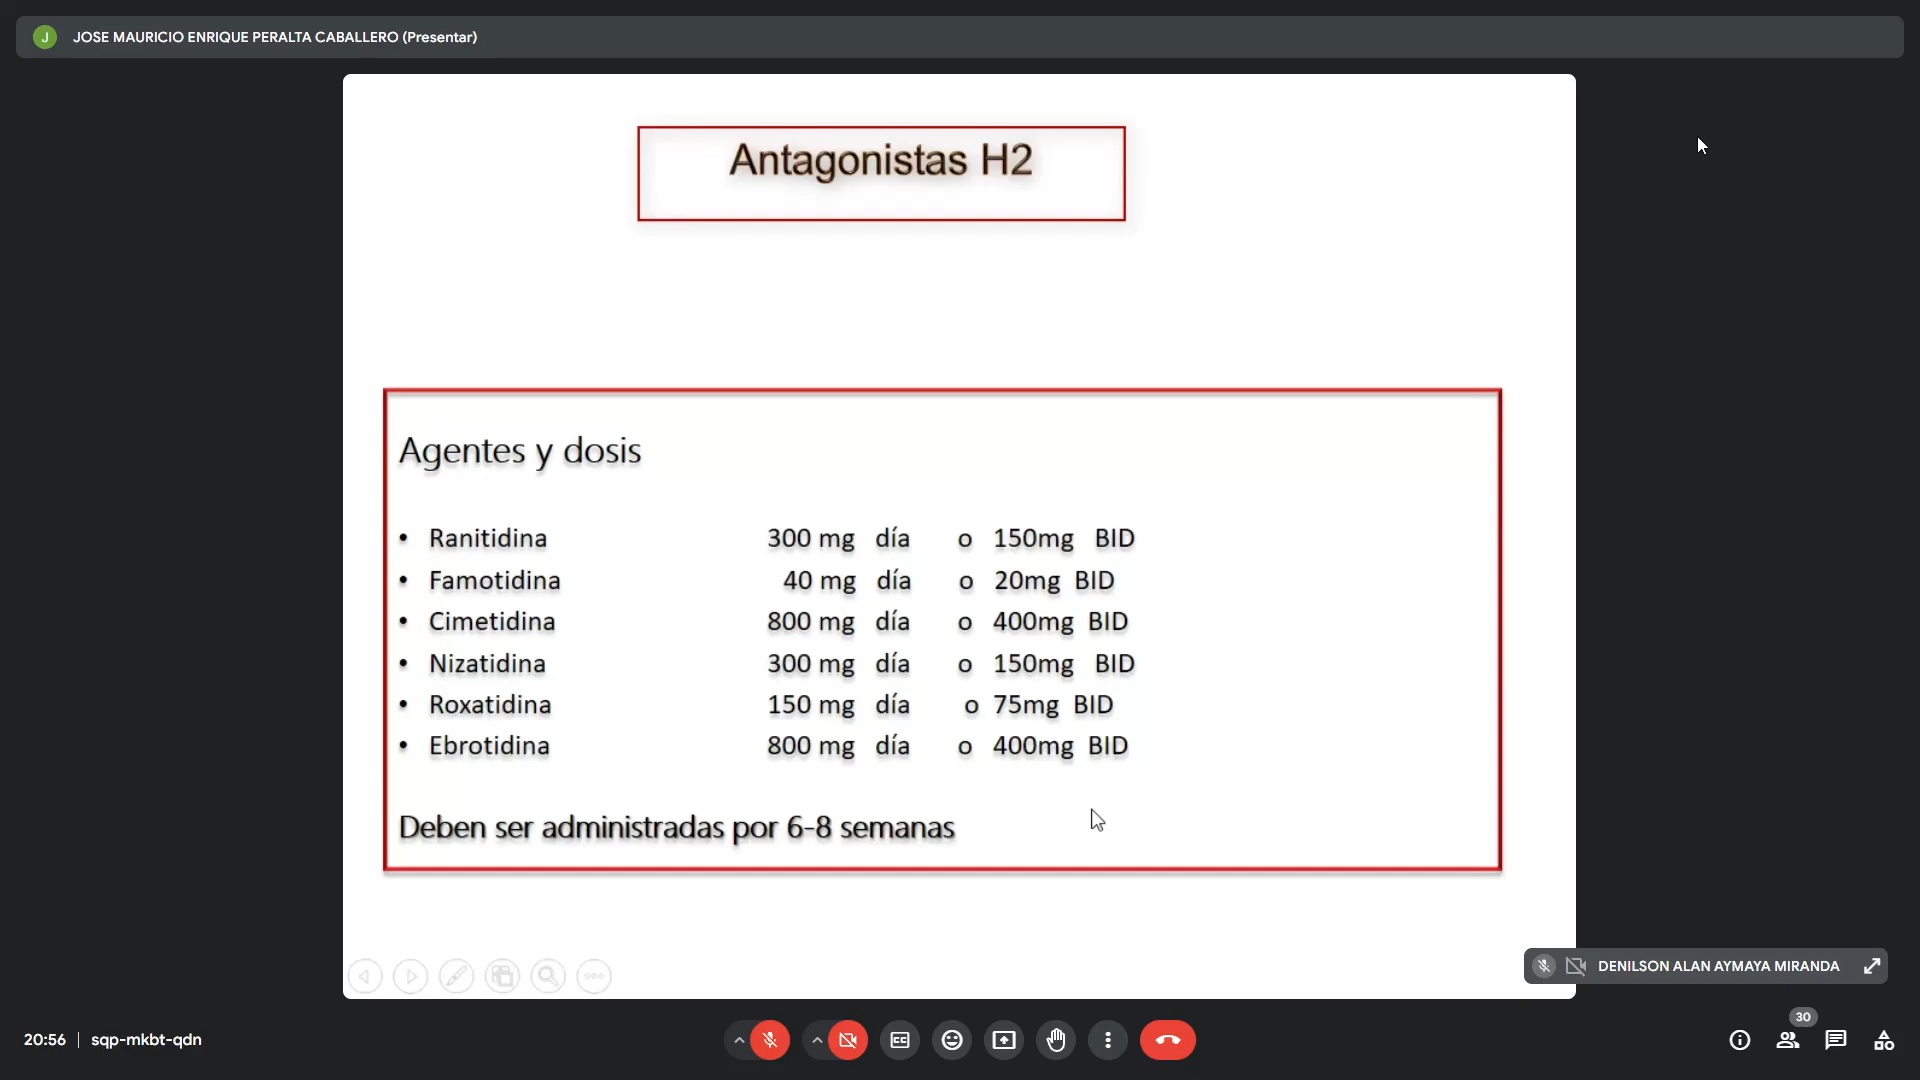 J JOSE MAURICIO ENRIQUE PERALTA CABALLERO (Presentar)
Antagonistas H2
Agentes y dosis
• Ranitidina 300 mg día o 150mg BID
• Famotidina 40 mg día o 20mg BID
• Cimetidina 800 mg día o 400mg BID
• Nizatidina 300 mg día o 150mg BID
• Roxatidina 150 mg día o 75mg BID
• Ebrotidina 800 mg día o 400mg BID
Deben ser administradas por 6-8 semanas
DENILSON ALAN AYMAYA MIRANDA
20:56 | sqp-mkbt-qdn
30